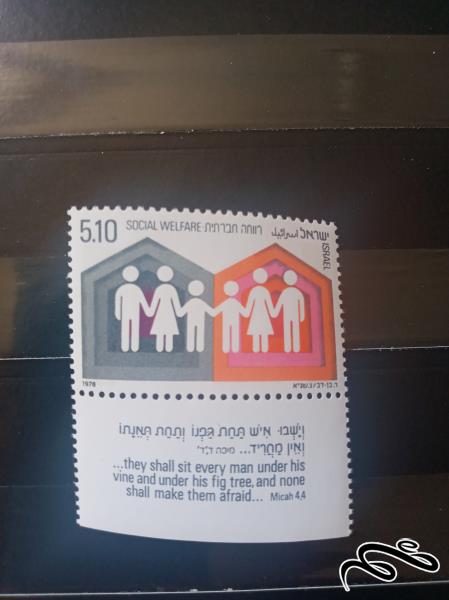 5.10 SOCIAL WELFARE·רווחה חברתית ישראל اسرائيل
ISRAEL
1978
וְיָשְׁבוּ אִישׁ תַּחַת גַּפְנוֹ וְתַחַת תְּאֵנָתוֹ
וְאֵין מַחֲרִיד... מיכה ד,ד'
...they shall sit every man under his
vine and under his fig tree, and none
shall make them afraid... Micah 4,4